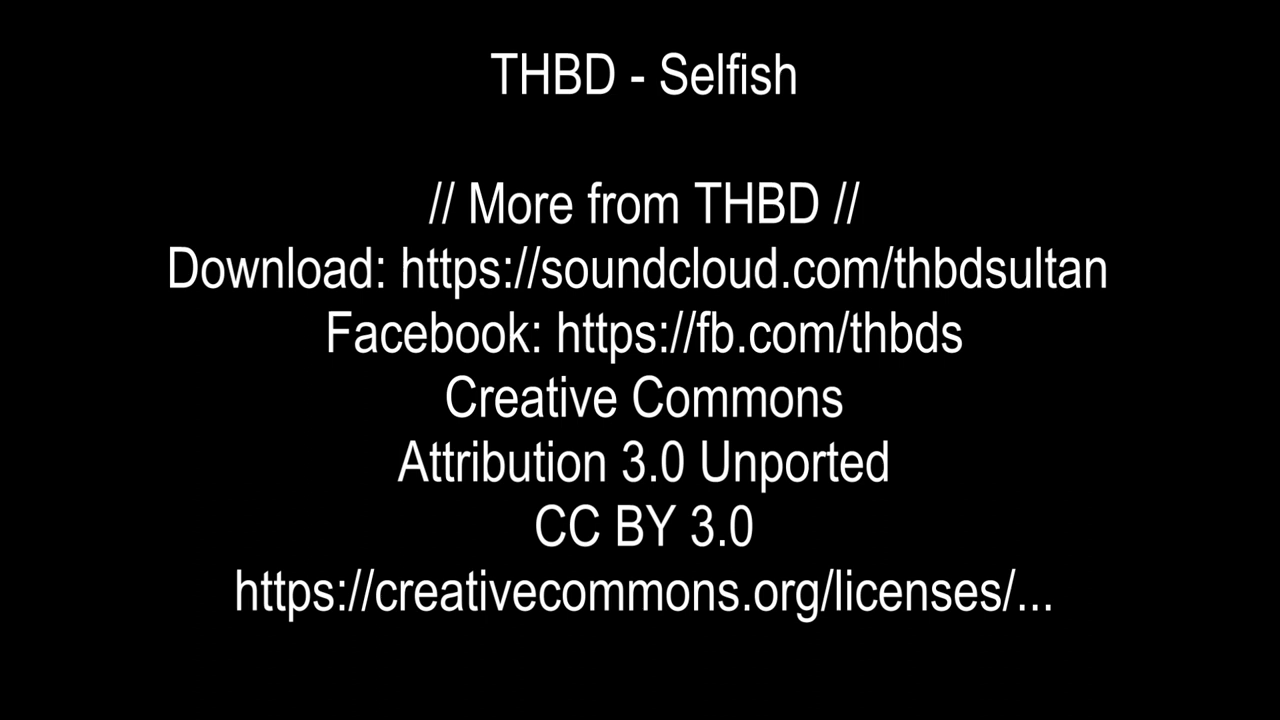 THBD - Selfish
// More from THBD //
Download: https://soundcloud.com/thbdsultan
Facebook: https://fb.com/thbds
Creative Commons
Attribution 3.0 Unported
CC BY 3.0
https://creativecommons.org/licenses/...